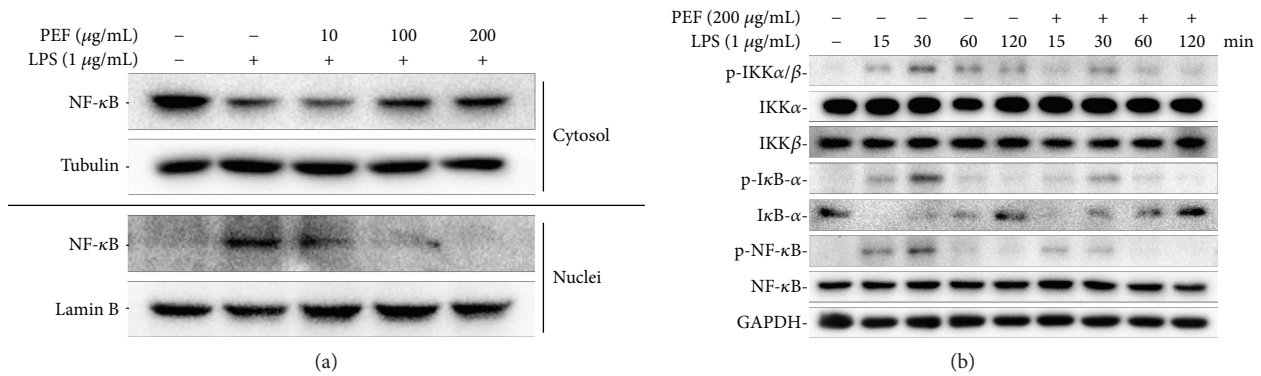 PEF (μg/mL) – – 10 100 200
LPS (1 μg/mL) – + + + +
NF-κB -
Tubulin -
Cytosol
NF-κB -
Lamin B -
Nuclei
(a)
PEF (200 μg/mL) – – – – – + + + +
LPS (1 μg/mL) – 15 30 60 120 15 30 60 120 min
p-IKKα/β-
IKKα-
IKKβ-
p-IκB-α-
IκB-α-
p-NF-κB-
NF-κB-
GAPDH-
(b)